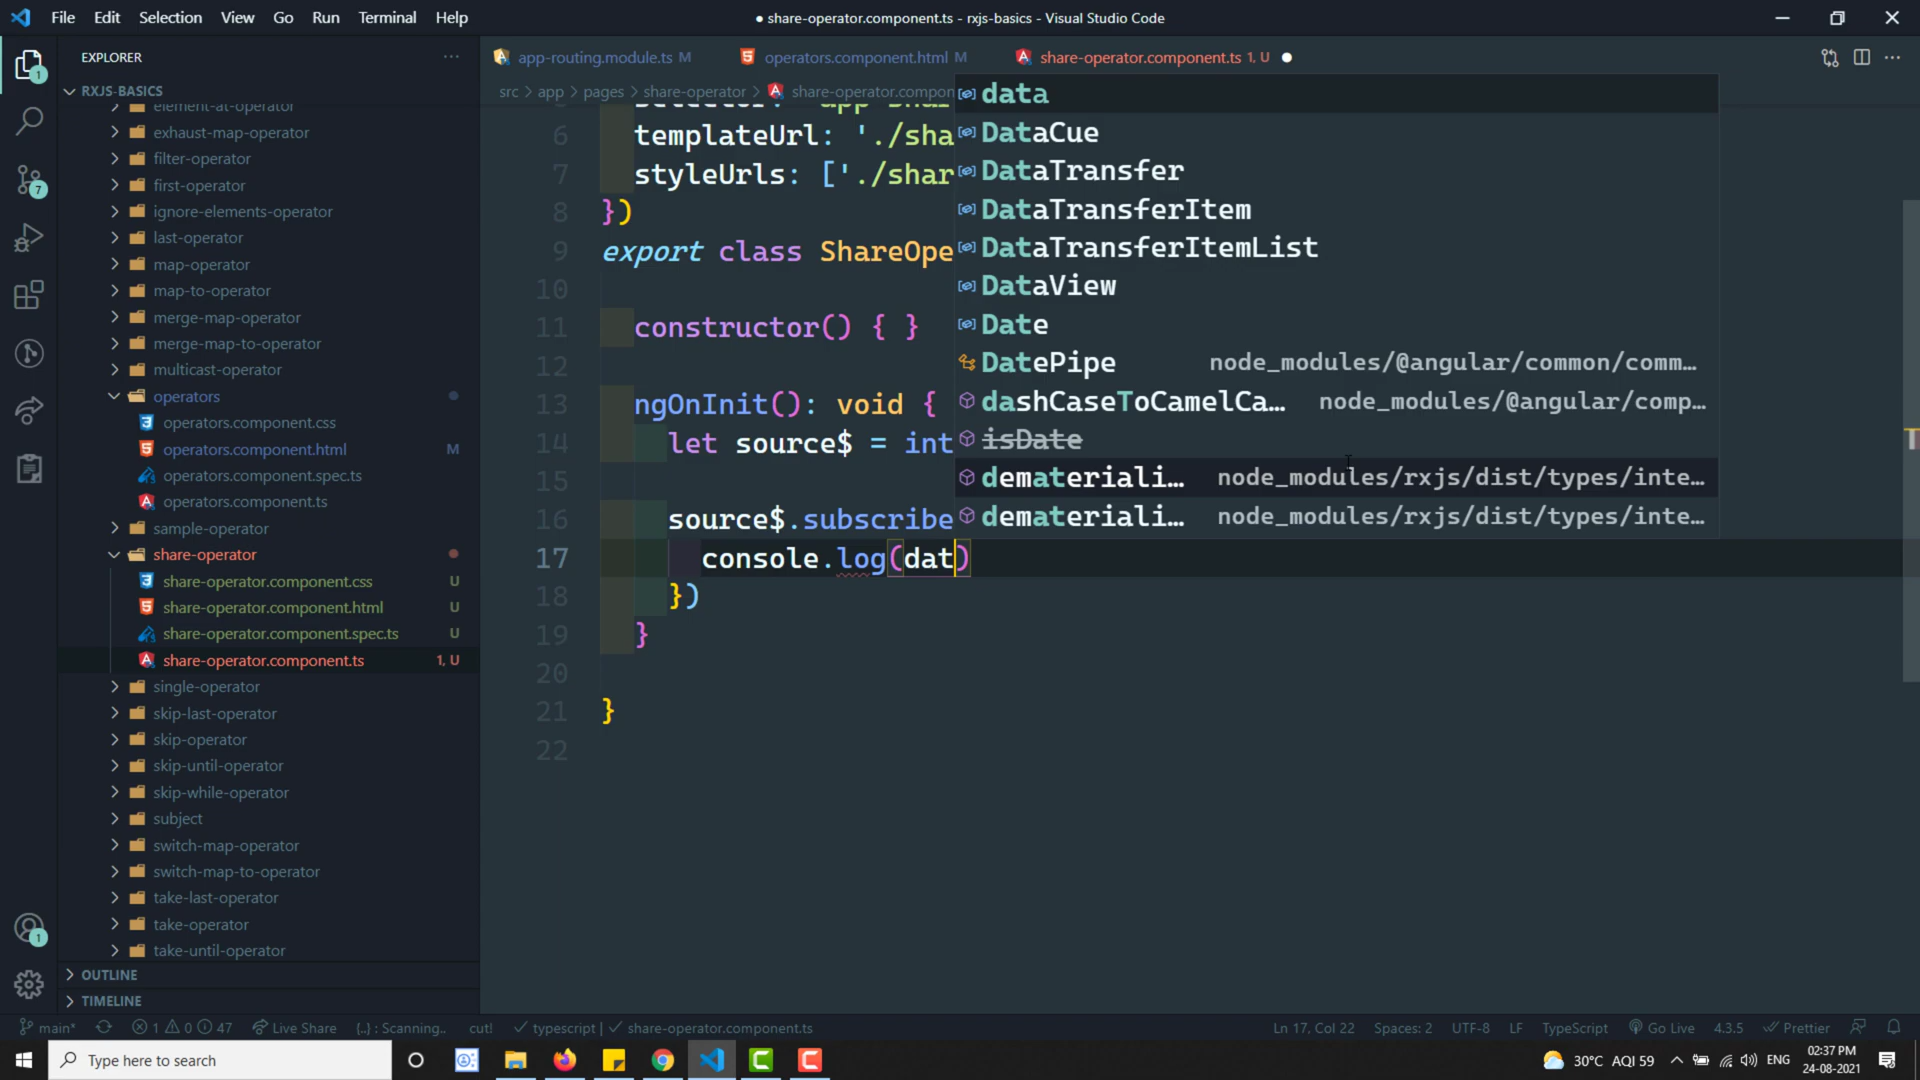 File Edit Selection View Go Run Terminal Help
● share-operator.component.ts - rxjs-basics - Visual Studio Code
EXPLORER
RXJS-BASICS
element-at-operator
exhaust-map-operator
filter-operator
first-operator
ignore-elements-operator
last-operator
map-operator
map-to-operator
merge-map-operator
merge-map-to-operator
multicast-operator
operators
operators.component.css
operators.component.html M
operators.component.spec.ts
operators.component.ts
sample-operator
share-operator
share-operator.component.css U
share-operator.component.html U
share-operator.component.spec.ts U
share-operator.component.ts 1, U
single-operator
skip-last-operator
skip-operator
skip-until-operator
skip-while-operator
subject
switch-map-operator
switch-map-to-operator
take-last-operator
take-operator
take-until-operator
OUTLINE
TIMELINE
1
7
1
app-routing.module.ts M
operators.component.html M
share-operator.component.ts 1, U
src > app > pages > share-operator > share-operator.compon
6 templateUrl: './sha
7 styleUrls: ['./shar
8 })
9 export class ShareOpe
10
11 constructor() { }
12
13 ngOnInit(): void {
14 let source$ = int
15
16 source$.subscribe
17 console.log(dat)
18 })
19 }
20
21 }
22
data
DataCue
DataTransfer
DataTransferItem
DataTransferItemList
DataView
Date
DatePipe node_modules/@angular/common/comm…
dashCaseToCamelCa… node_modules/@angular/comp…
isDate
demateriali… node_modules/rxjs/dist/types/inte…
demateriali… node_modules/rxjs/dist/types/inte…
main* 1 0 47 Live Share {..} : Scanning.. cut! typescript | share-operator.component.ts
Ln 17, Col 22 Spaces: 2 UTF-8 LF TypeScript Go Live 4.3.5 Prettier
Type here to search
30°C AQI 59 ENG
02:37 PM
24-08-2021